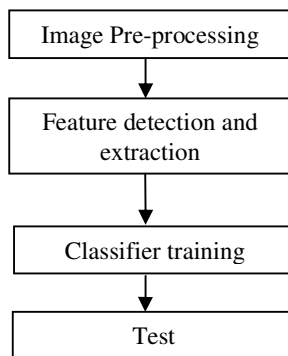 Image Pre-processing
Feature detection and
extraction
Classifier training
Test